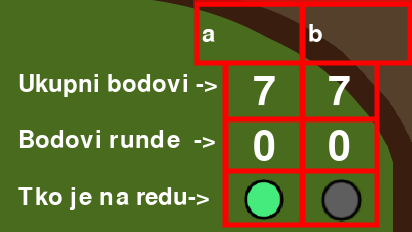 a b
Ukupni bodovi -> 7 7
Bodovi runde -> 0 0
Tko je na redu->